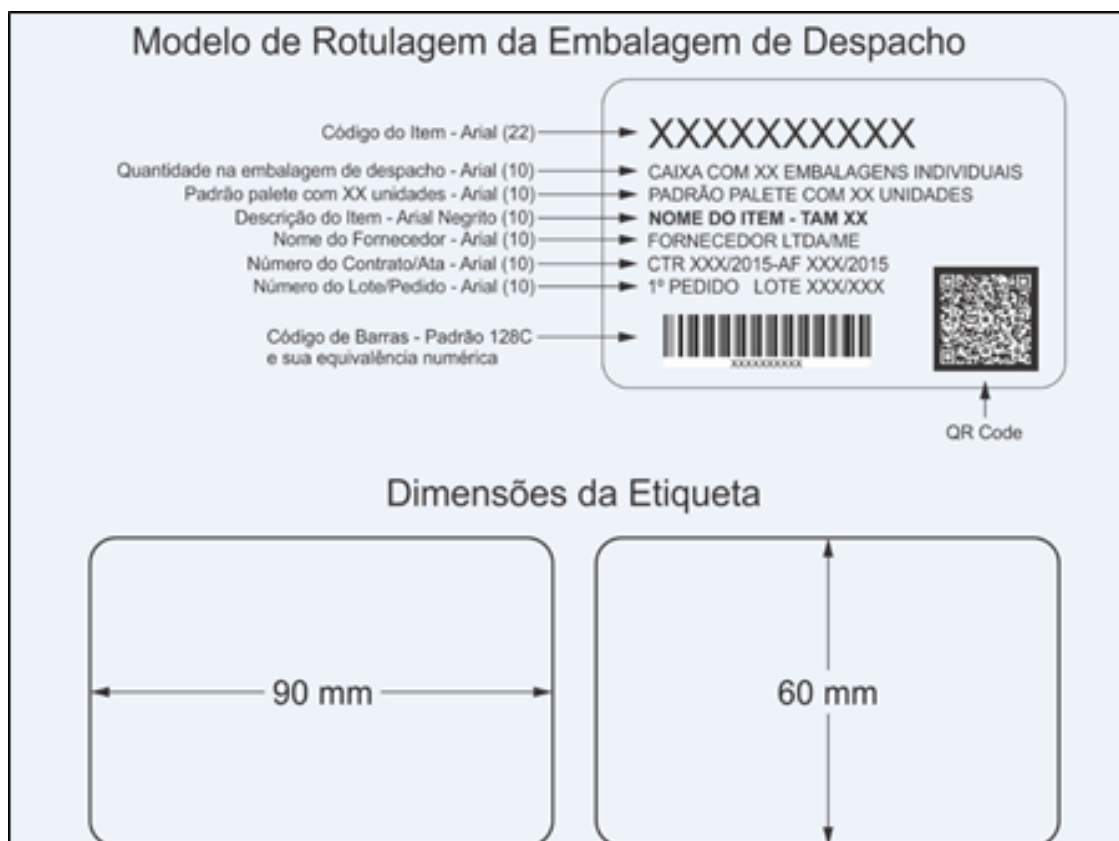 Modelo de Rotulagem da Embalagem de Despacho
Código do Item - Arial (22)
XXXXXXXXXX
Quantidade na embalagem de despacho - Arial (10)
CAIXA COM XX EMBALAGENS INDIVIDUAIS
Padrão palete com XX unidades - Arial (10)
PADRÃO PALETE COM XX UNIDADES
Descrição do Item - Arial Negrito (10)
NOME DO ITEM - TAM XX
Nome do Fornecedor - Arial (10)
FORNECEDOR LTDA/ME
Número do Contrato/Ata - Arial (10)
CTR XXX/2015-AF XXX/2015
Número do Lote/Pedido - Arial (10)
1º PEDIDO LOTE XXX/XXX
Código de Barras - Padrão 128C
e sua equivalência numérica
XXXXXXXXXX
QR Code
Dimensões da Etiqueta
90 mm
60 mm